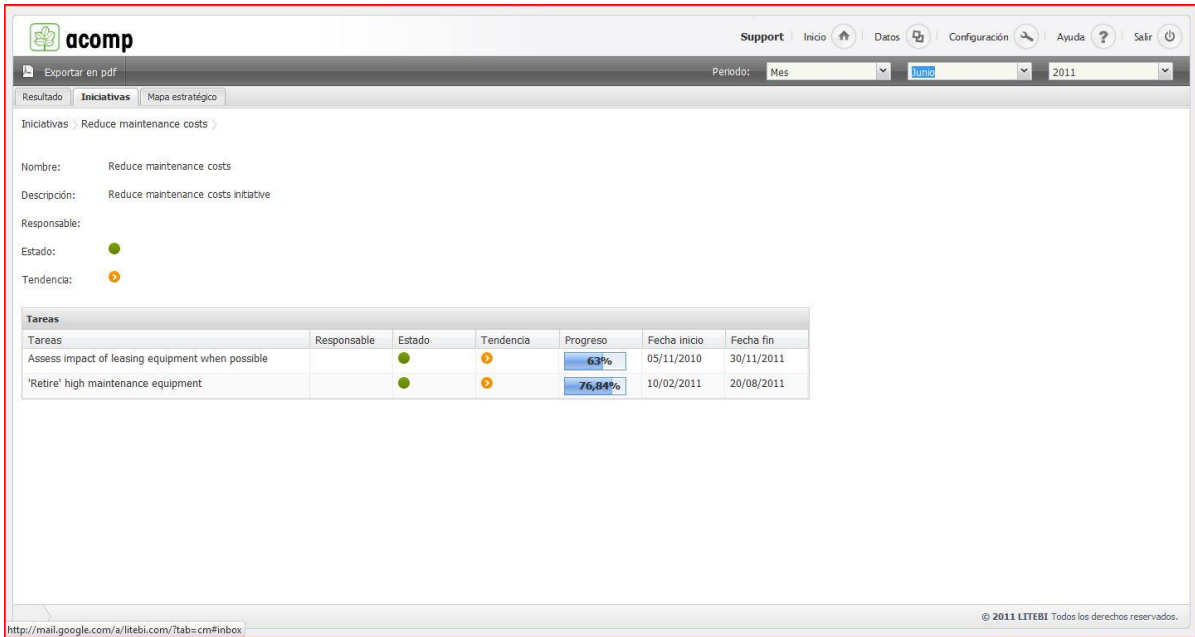 acomp
Support Inicio Datos Configuración Ayuda ? Salir
Exportar en pdf Periodo: Mes Junio 2011
Resultado Iniciativas Mapa estratégico
Iniciativas Reduce maintenance costs
Nombre: Reduce maintenance costs
Descripción: Reduce maintenance costs initiative
Responsable:
Estado:
Tendencia:
Tareas
Tareas Responsable Estado Tendencia Progreso Fecha inicio Fecha fin
Assess impact of leasing equipment when possible 63% 05/11/2010 30/11/2011
'Retire' high maintenance equipment 76,84% 10/02/2011 20/08/2011
© 2011 LITEBI Todos los derechos reservados.
http://mail.google.com/a/litebi.com/?tab=cm#inbox